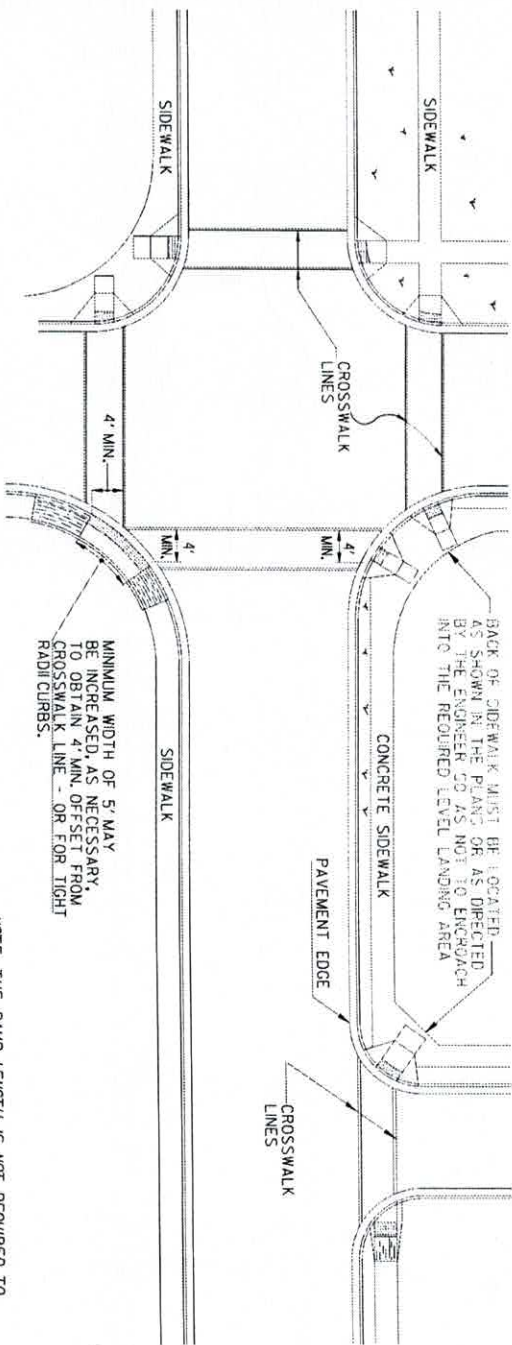 SIDEWALK
SIDEWALK
CROSSWALK
LINES
4' MIN.
4'
MIN.
4'
MIN.
BACK OF SIDEWALK MUST BE LOCATED
AS SHOWN IN THE PLANS OR AS DIRECTED
BY THE ENGINEER SO AS NOT TO ENCROACH
INTO THE REQUIRED LEVEL LANDING AREA
CONCRETE SIDEWALK
PAVEMENT EDGE
SIDEWALK
MINIMUM WIDTH OF 5' MAY
BE INCREASED, AS NECESSARY,
TO OBTAIN 4' MIN. OFFSET FROM
CROSSWALK LINE - OR FOR TIGHT
RADII CURBS.
CROSSWALK
LINES